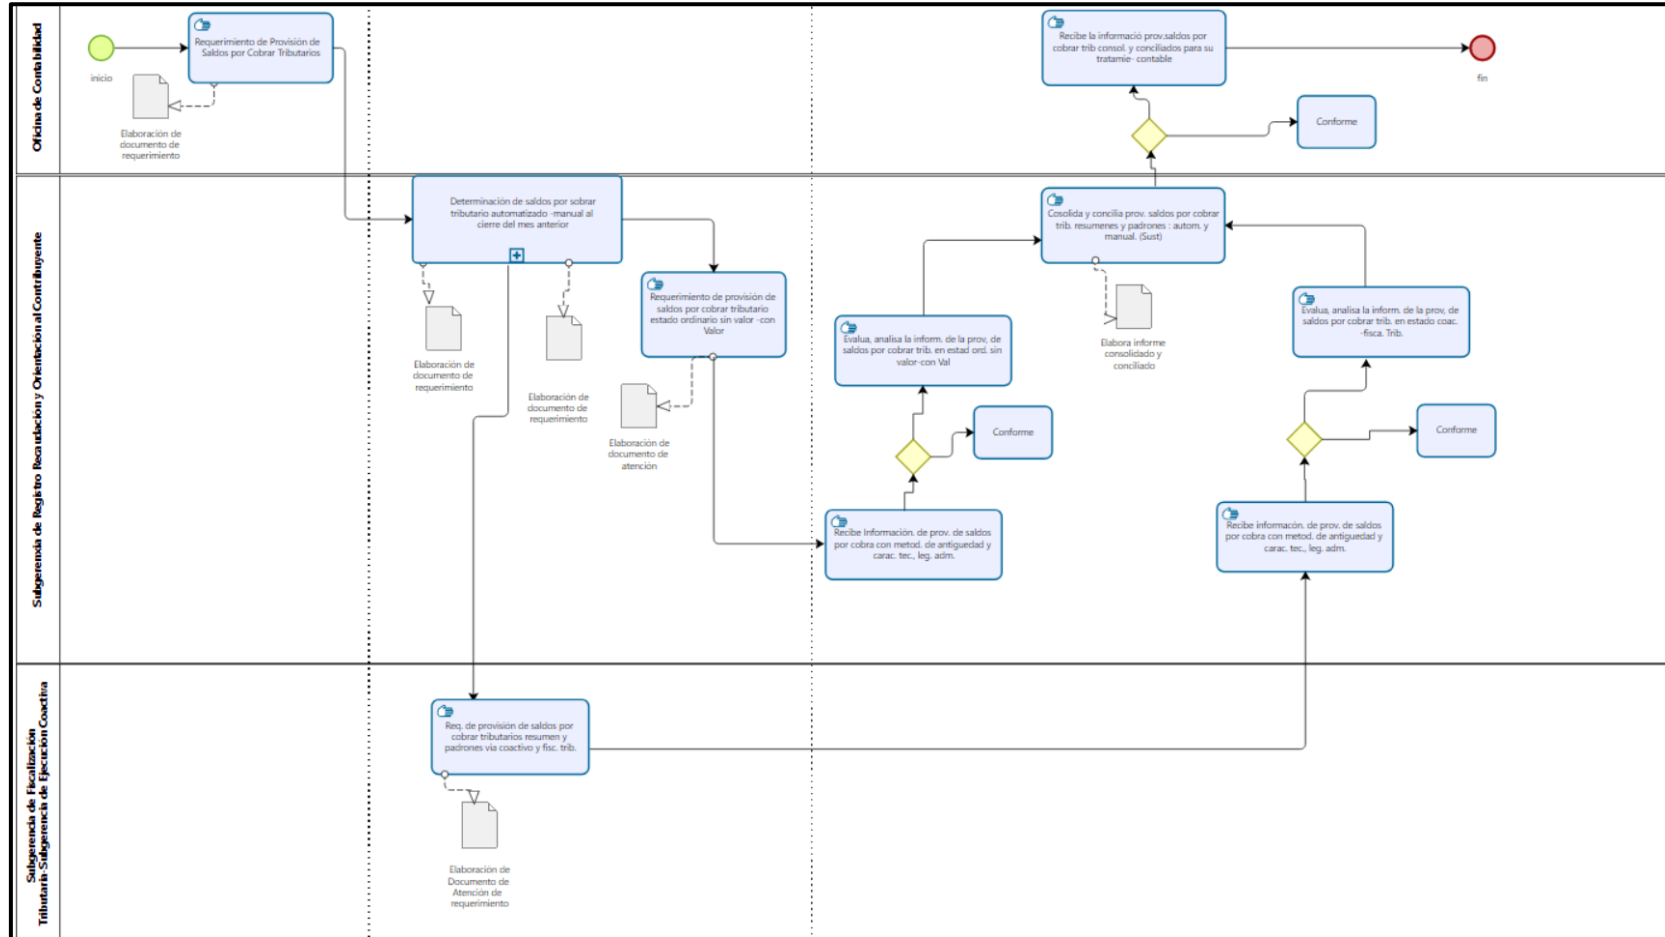 Oficina de Contabilidad
inicio
Requerimiento de Provisión de
Saldos por Cobrar Tributarios
Elaboración de
documento de
requerimiento
Recibe la informació prov.saldos por
cobrar trib consol. y conciliados para su
tratamie- contable
fin
Conforme
Subgerencia de Registro Recaudación y Orientacion al Contribuyente
Determinación de saldos por sobrar
tributario automatizado -manual al
cierre del mes anterior
Elaboración de
documento de
requerimiento
Elaboración de
documento de
requerimiento
Requerimiento de provisión de
saldos por cobrar tributario
estado ordinario sin valor -con
Valor
Elaboración de
documento de
atención
Evalua, analisa la inform. de la prov, de
saldos por cobrar trib. en estad ord. sin
valor-con Val
Conforme
Recibe Información. de prov. de saldos
por cobra con metod. de antiguedad y
carac. tec., leg. adm.
Cosolida y concilia prov. saldos por cobrar
trib. resumenes y padrones : autom. y
manual. (Sust)
Elabora informe
consolidado y
conciliado
Evalua, analisa la inform. de la prov, de
saldos por cobrar trib. en estado coac.
-fisca. Trib.
Conforme
Recibe informacón. de prov. de saldos
por cobra con metod. de antiguedad y
carac. tec., leg. adm.
Subgerencia de Fiscalización
Tributaria-Subgerencia de Ejecución Coactiva
Req. de provisión de saldos por
cobrar tributarios resumen y
padrones via coactivo y fisc. trib.
Elaboración de
Documento de
Atención de
requerimiento